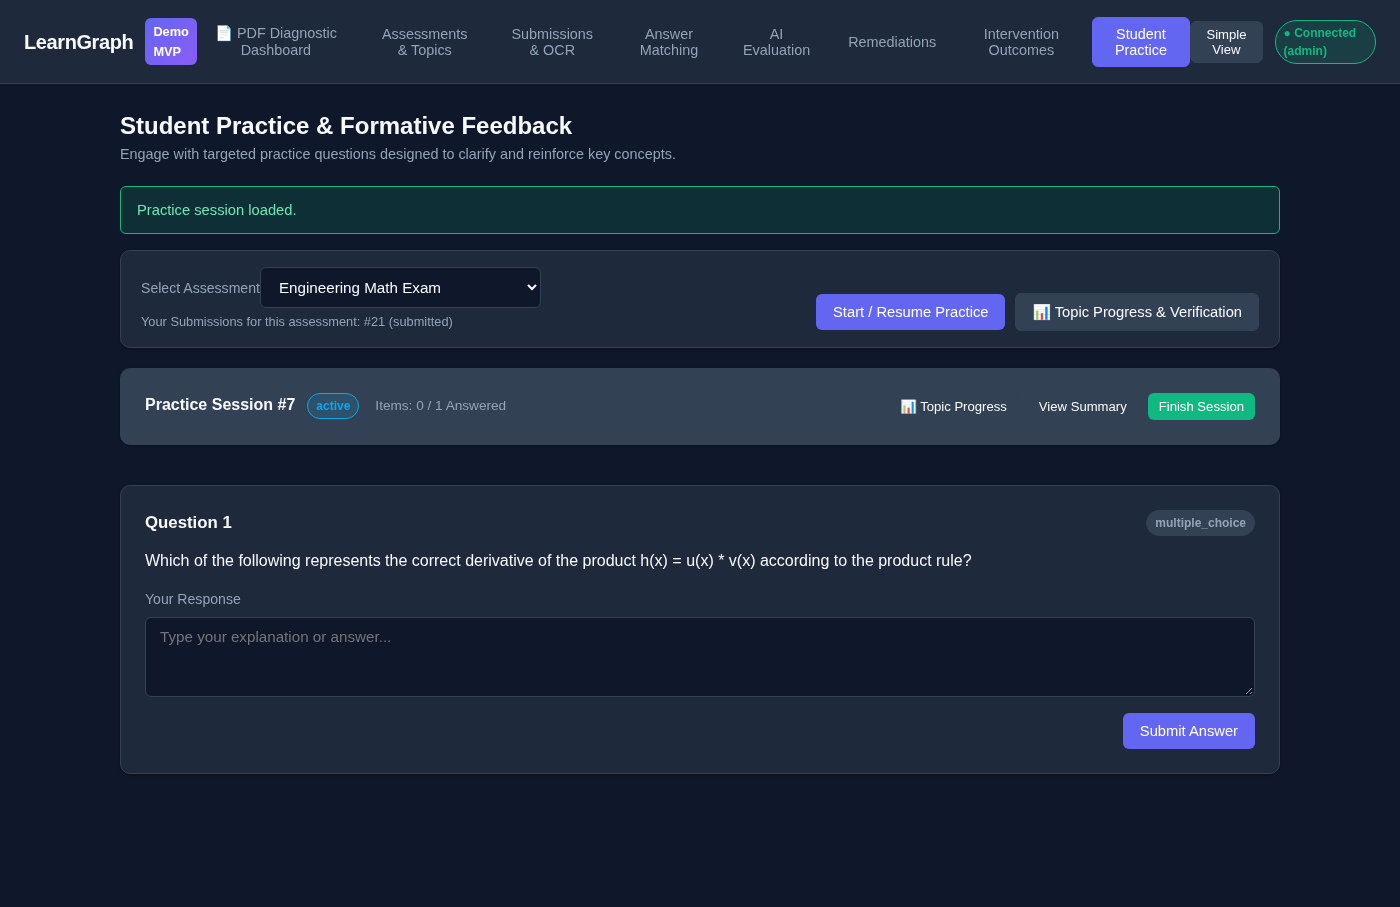 LearnGraph
Demo
MVP
📄 PDF Diagnostic
Dashboard
Assessments
& Topics
Submissions
& OCR
Answer
Matching
AI
Evaluation
Remediations
Intervention
Outcomes
Student
Practice
Simple
View
● Connected
(admin)
Student Practice & Formative Feedback
Engage with targeted practice questions designed to clarify and reinforce key concepts.
Practice session loaded.
Select Assessment
Engineering Math Exam
Your Submissions for this assessment: #21 (submitted)
Start / Resume Practice
📊 Topic Progress & Verification
Practice Session #7
active
Items: 0 / 1 Answered
📊 Topic Progress
View Summary
Finish Session
Question 1
multiple_choice
Which of the following represents the correct derivative of the product h(x) = u(x) * v(x) according to the product rule?
Your Response
Type your explanation or answer...
Submit Answer